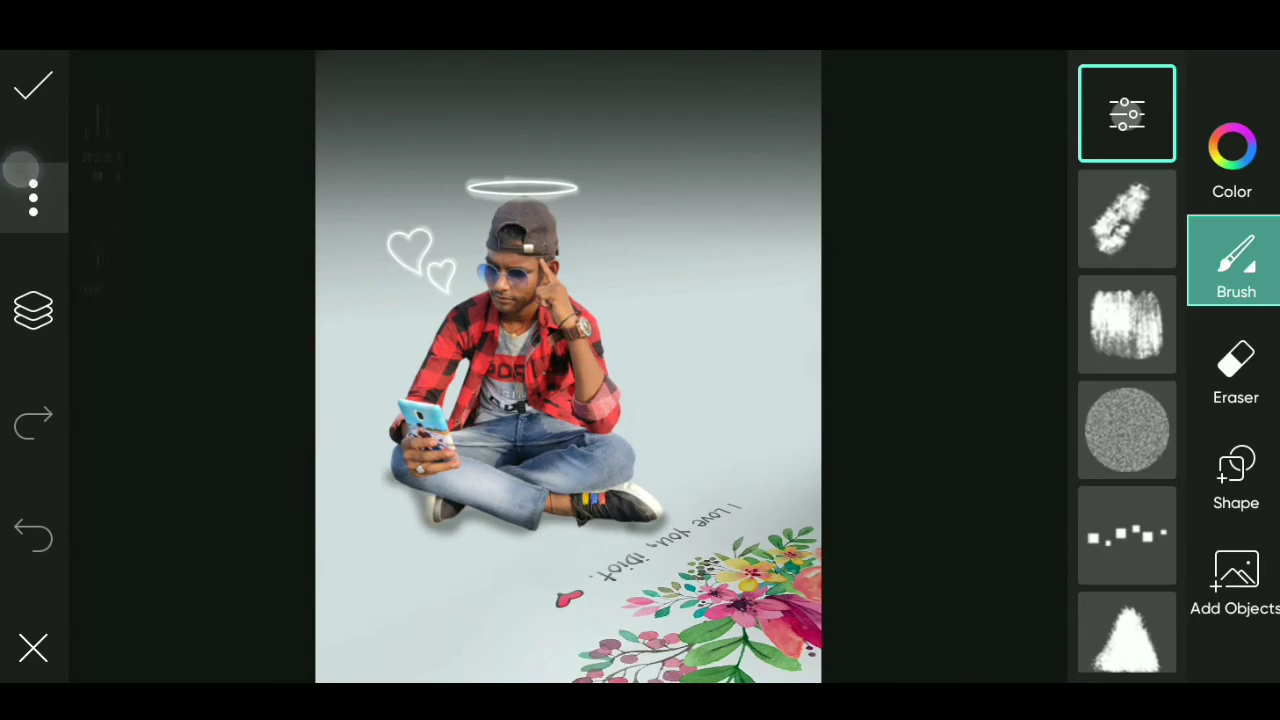 Color
Brush
Eraser
Shape
Add Objects
I love you, idiot.